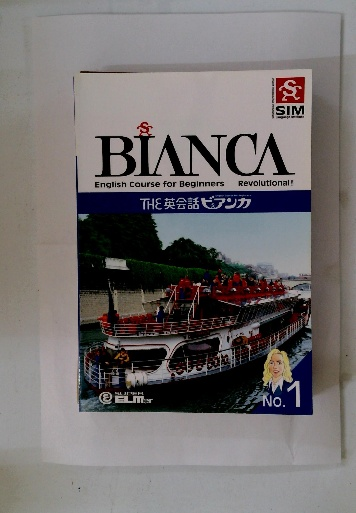 SIM
BIANCA
English Course for Beginners Revolutional!
THE英会話ビアンカ
No.1
ELMer